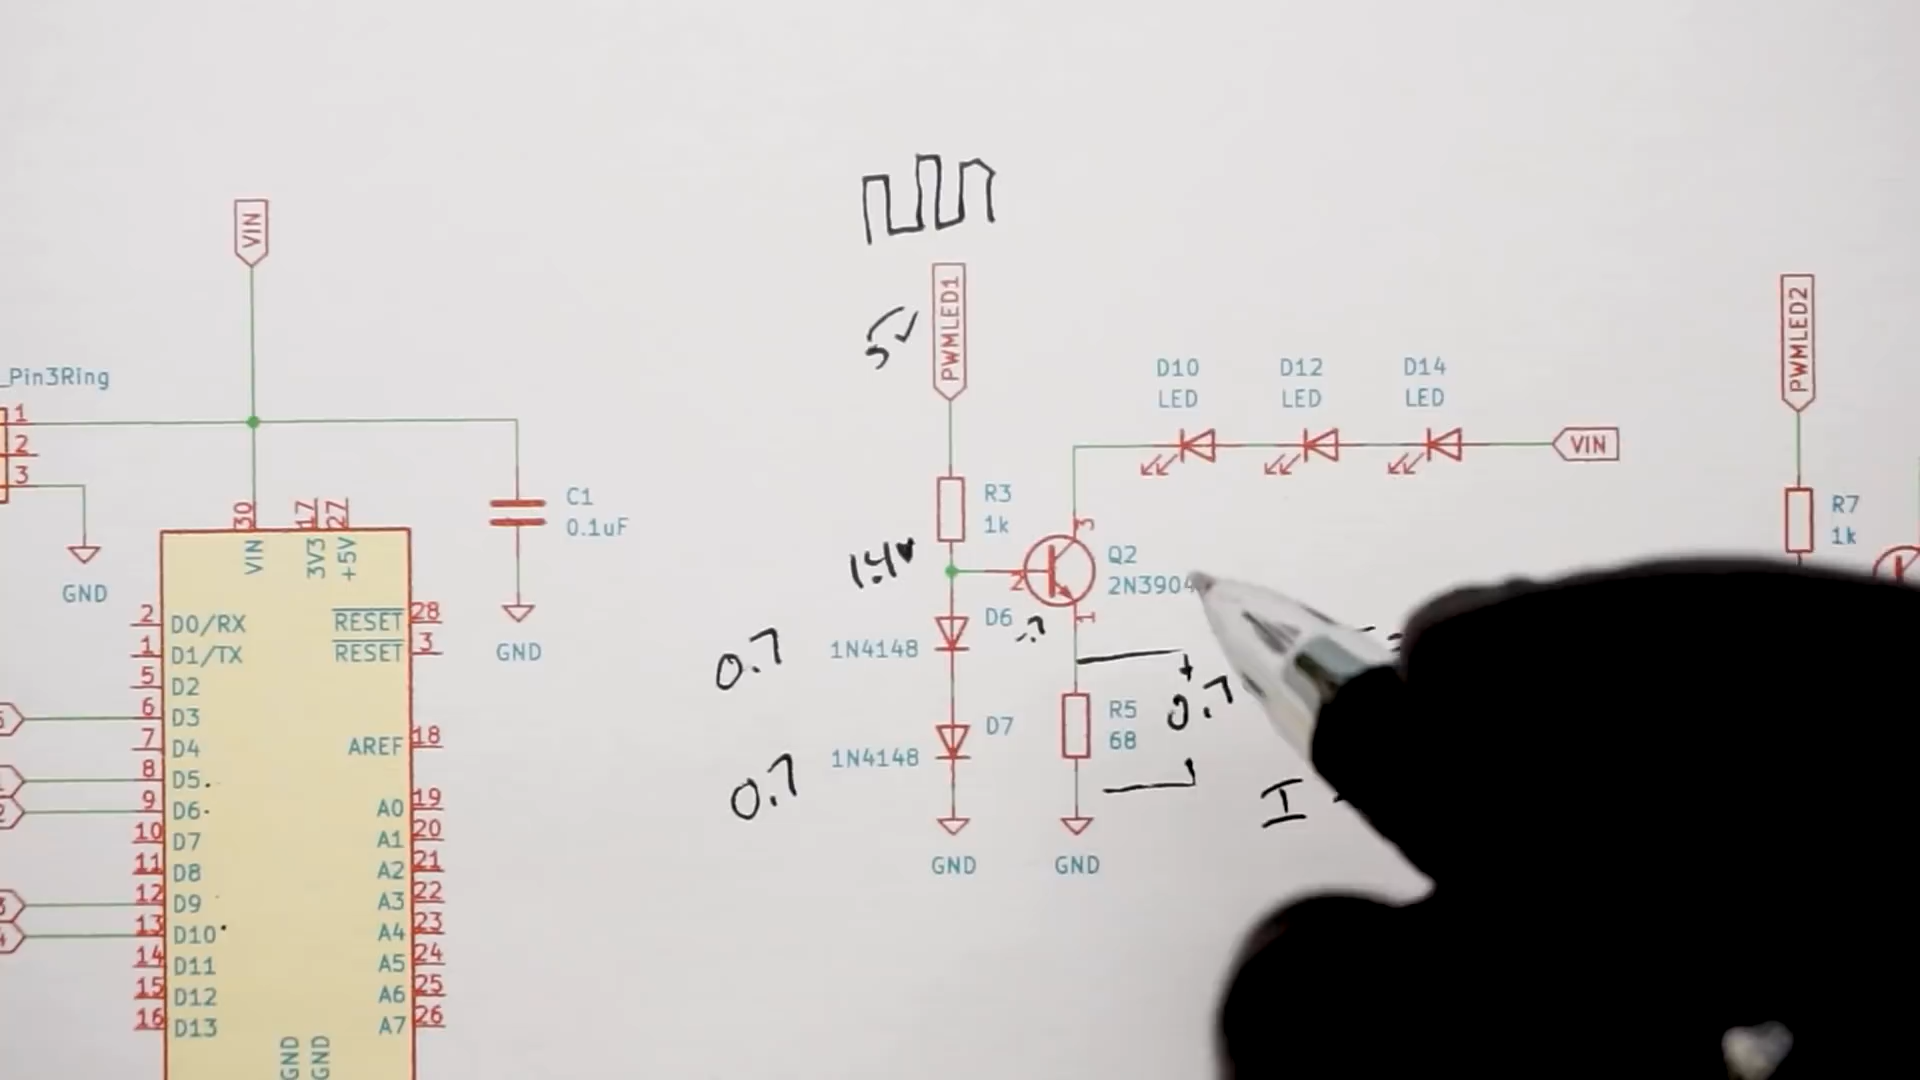 VIN
_Pin3Ring
1
2
3
GND
C1
0.1uF
GND
30
17
27
VIN
3V3
+5V
2 D0/RX
1 D1/TX
5 D2
6 D3
7 D4
8 D5
9 D6
10 D7
11 D8
12 D9
13 D10
14 D11
15 D12
16 D13
RESET 28
RESET 3
AREF 18
A0 19
A1 20
A2 21
A3 22
A4 23
A5 24
A6 25
A7 26
GND
GND
5V
PWMLED1
R3
1k
1.4V
2
3
1
Q2
2N3904
D6
.7
0.7
1N4148
D7
0.7
1N4148
GND
R5
68
+
0.7
-
GND
I
D10
LED
D12
LED
D14
LED
VIN
PWMLED2
R7
1k